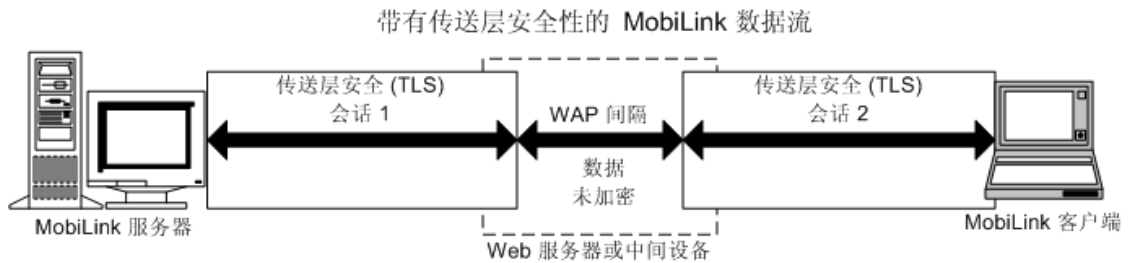 带有传送层安全性的 MobiLink 数据流
传送层安全 (TLS)
会话 1
WAP 间隔
数据
未加密
传送层安全 (TLS)
会话 2
MobiLink 服务器
Web 服务器或中间设备
MobiLink 客户端